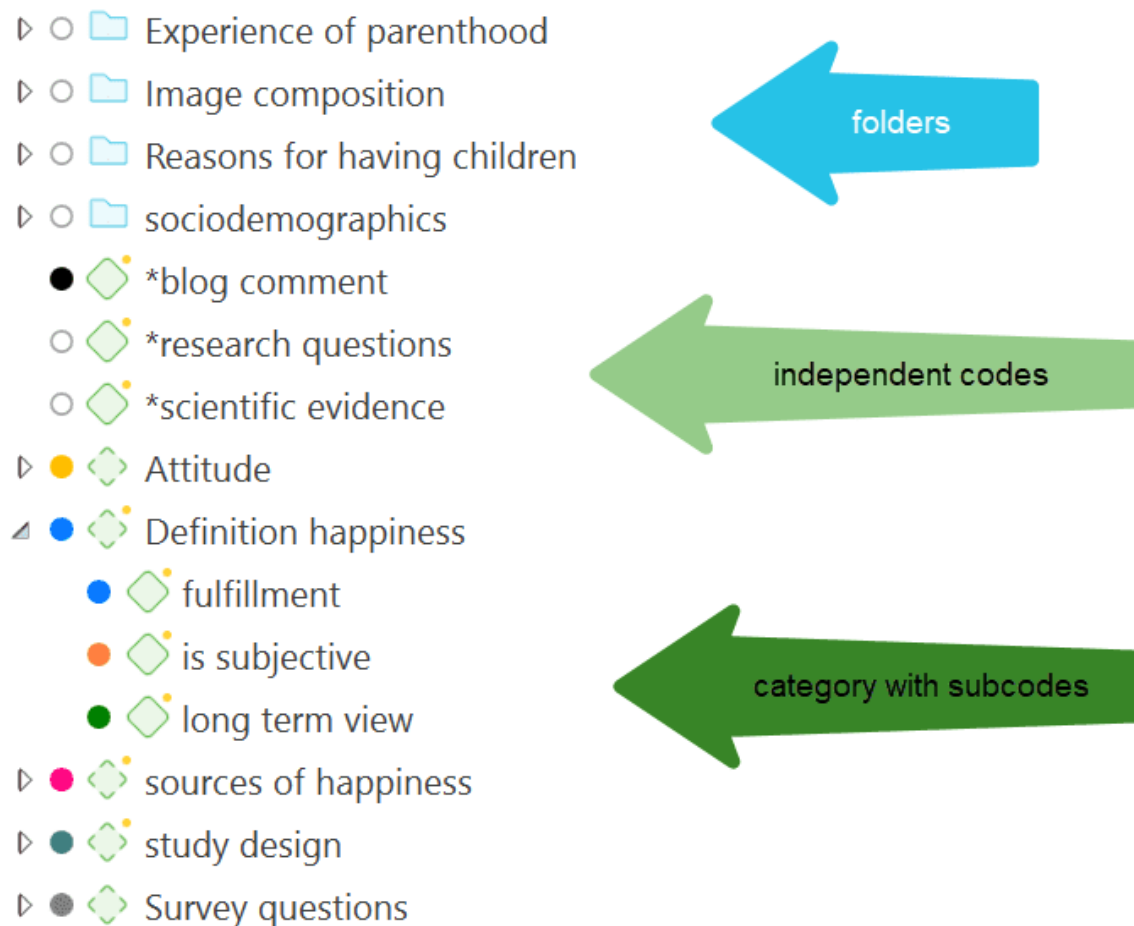 Experience of parenthood
Image composition
folders
Reasons for having children
sociodemographics
*blog comment
*research questions
independent codes
*scientific evidence
Attitude
Definition happiness
fulfillment
is subjective
category with subcodes
long term view
sources of happiness
study design
Survey questions